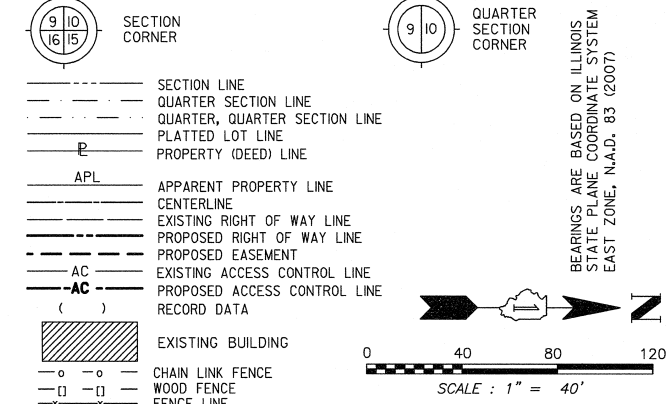 9 10
16 15
SECTION
CORNER
9 10
QUARTER
SECTION
CORNER
SECTION LINE
QUARTER SECTION LINE
QUARTER, QUARTER SECTION LINE
PLATTED LOT LINE
PL PROPERTY (DEED) LINE
APL APPARENT PROPERTY LINE
CENTERLINE
EXISTING RIGHT OF WAY LINE
PROPOSED RIGHT OF WAY LINE
PROPOSED EASEMENT
AC EXISTING ACCESS CONTROL LINE
AC PROPOSED ACCESS CONTROL LINE
( ) RECORD DATA
EXISTING BUILDING
CHAIN LINK FENCE
WOOD FENCE
FENCE LINE
BEARINGS ARE BASED ON ILLINOIS
STATE PLANE COORDINATE SYSTEM
EAST ZONE, N.A.D. 83 (2007)
N
0 40 80 120
SCALE : 1" = 40'